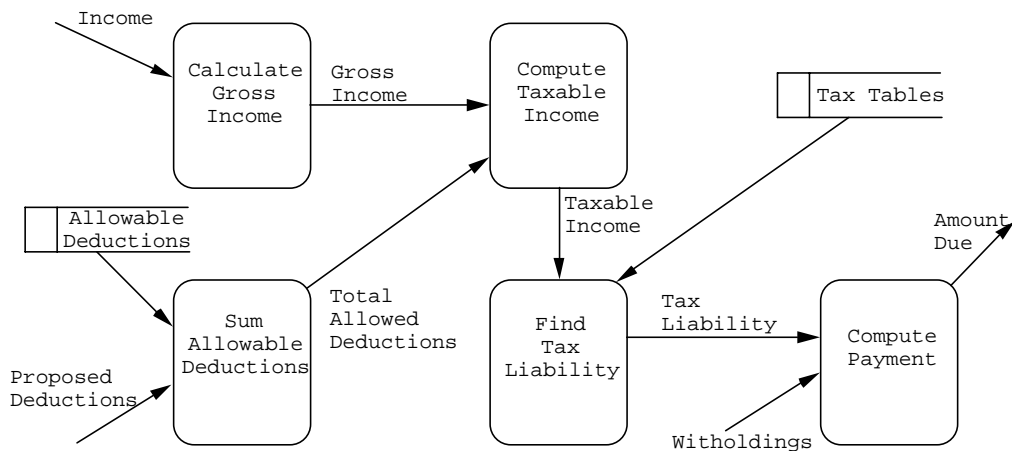 Income
Calculate
Gross
Income
Gross
Income
Compute
Taxable
Income
Tax Tables
Allowable
Deductions
Taxable
Income
Amount
Due
Sum
Allowable
Deductions
Total
Allowed
Deductions
Find
Tax
Liability
Tax
Liability
Compute
Payment
Proposed
Deductions
Witholdings